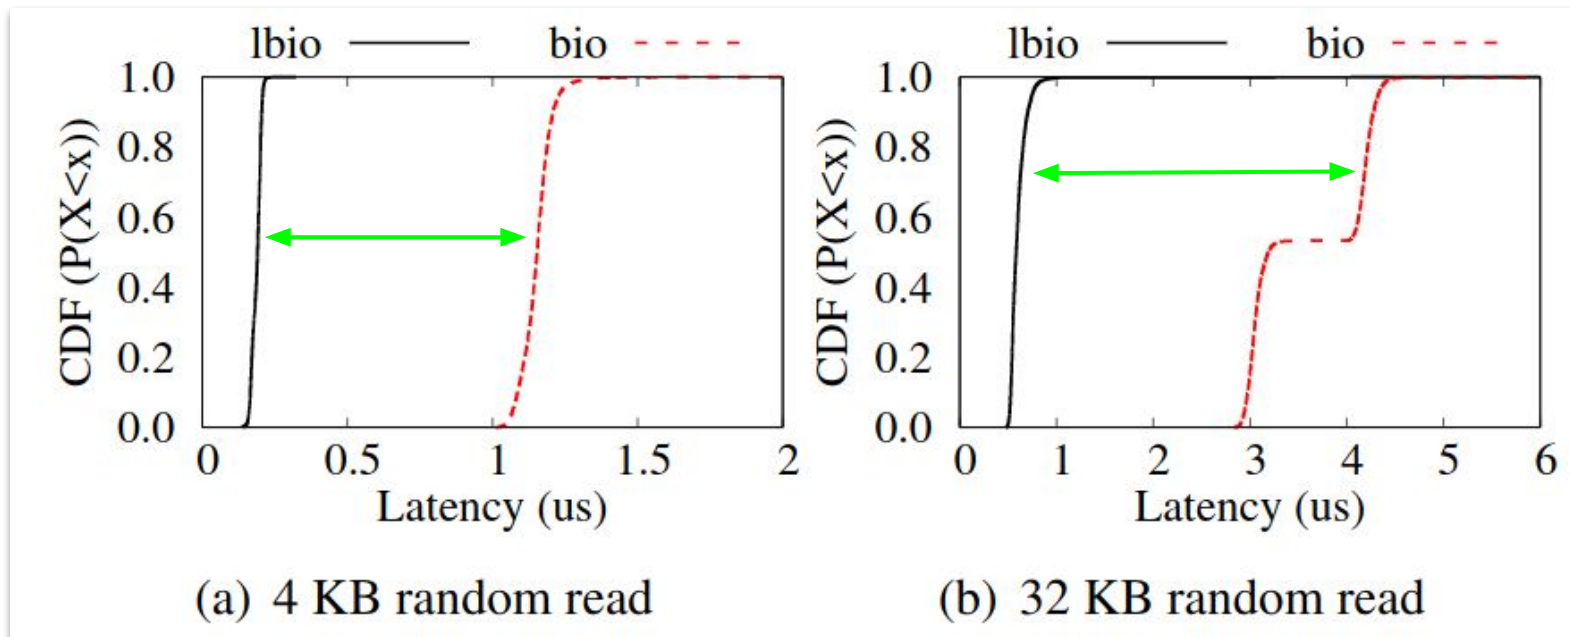 lbio bio
1.0
0.8
0.6
0.4
0.2
0.0
CDF (P(X<x))
0 0.5 1 1.5 2
Latency (us)
(a) 4 KB random read
lbio bio
1.0
0.8
0.6
0.4
0.2
0.0
CDF (P(X<x))
0 1 2 3 4 5 6
Latency (us)
(b) 32 KB random read